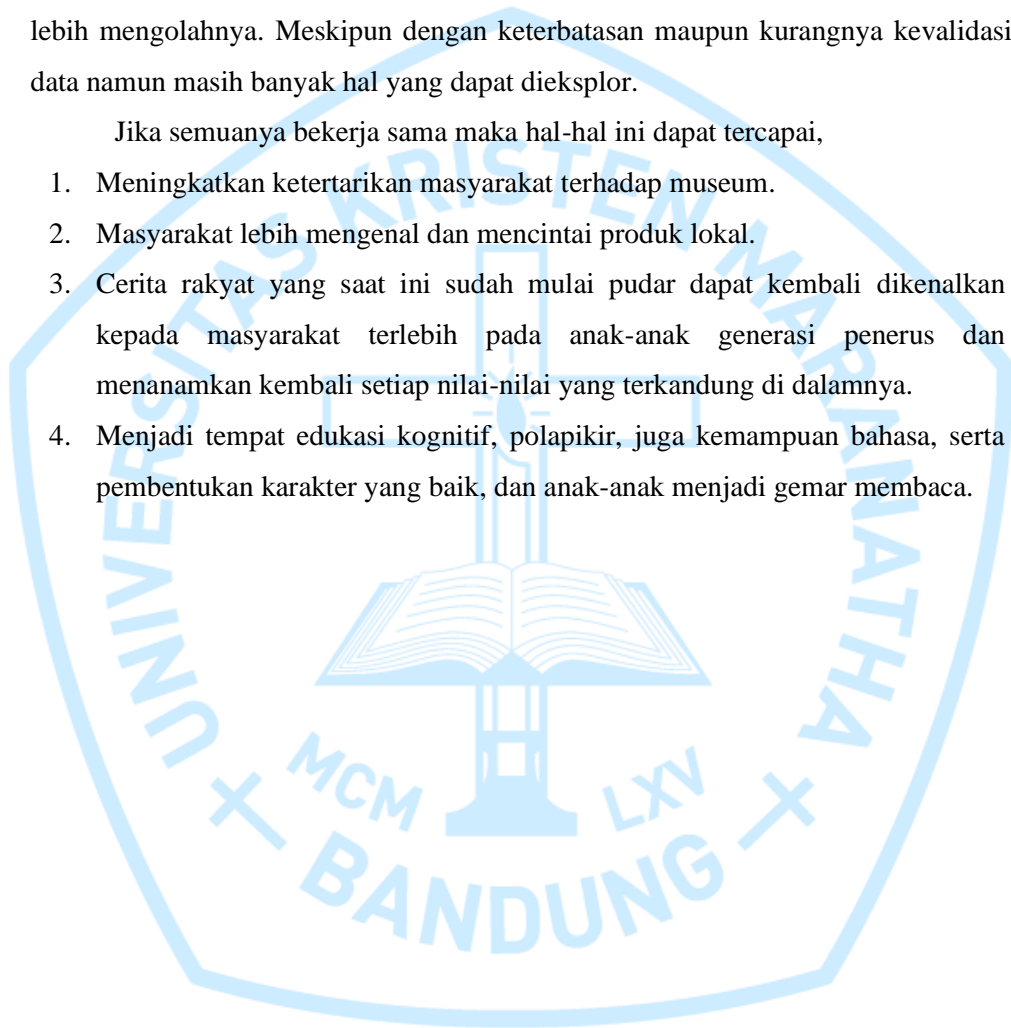 lebih mengolahnya. Meskipun dengan keterbatasan maupun kurangnya kevalidasi
data namun masih banyak hal yang dapat dieksplor.
Jika semuanya bekerja sama maka hal-hal ini dapat tercapai,
1. Meningkatkan ketertarikan masyarakat terhadap museum.
2. Masyarakat lebih mengenal dan mencintai produk lokal.
3. Cerita rakyat yang saat ini sudah mulai pudar dapat kembali dikenalkan
kepada masyarakat terlebih pada anak-anak generasi penerus dan
menanamkan kembali setiap nilai-nilai yang terkandung di dalamnya.
4. Menjadi tempat edukasi kognitif, polapikir, juga kemampuan bahasa, serta
pembentukan karakter yang baik, dan anak-anak menjadi gemar membaca.
UNIVERSITAS KRISTEN MARANATHA
MCM LXV
BANDUNG